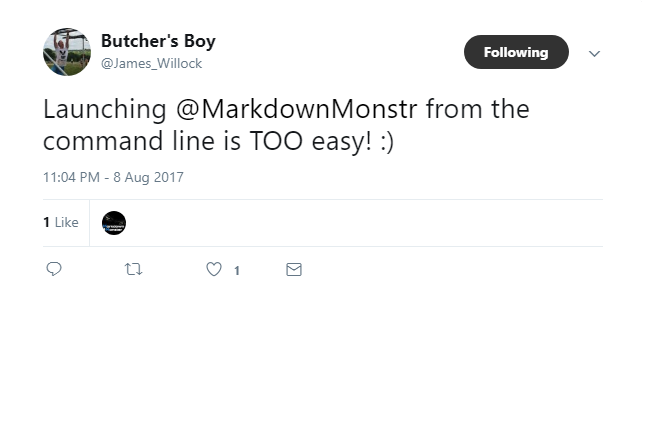 Butcher's Boy
@James_Willock
Following
Launching @MarkdownMonstr from the
command line is TOO easy! :)
11:04 PM - 8 Aug 2017
1 Like
1